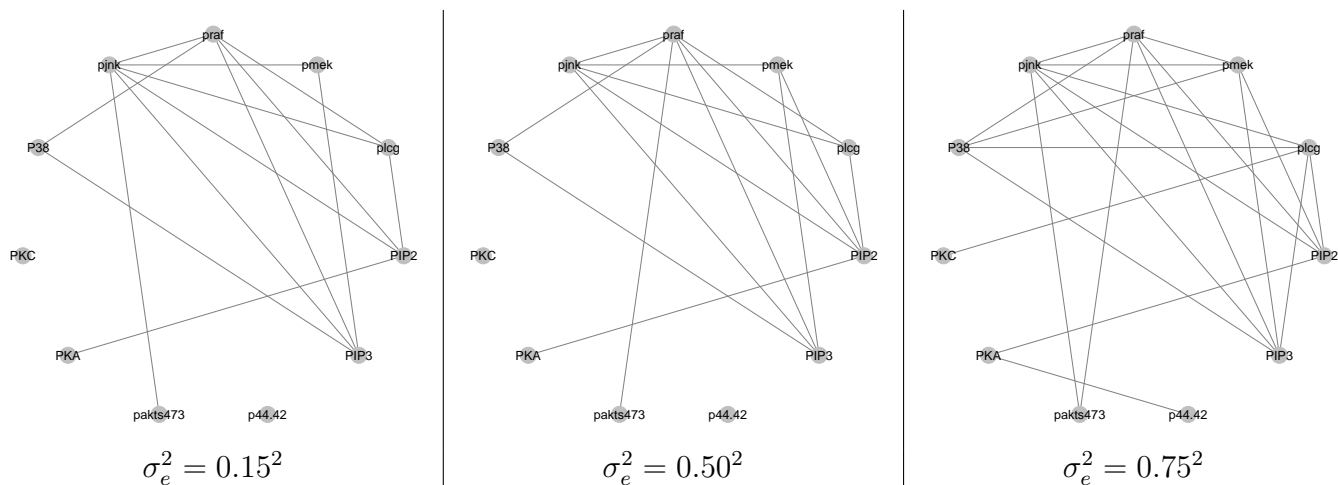 praf
pjnk
pmek
P38
plcg
PKC
PIP2
PKA
PIP3
pakts473
p44.42
σ_e^2 = 0.15^2
praf
pjnk
pmek
P38
plcg
PKC
PIP2
PKA
PIP3
pakts473
p44.42
σ_e^2 = 0.50^2
praf
pjnk
pmek
P38
plcg
PKC
PIP2
PKA
PIP3
pakts473
p44.42
σ_e^2 = 0.75^2